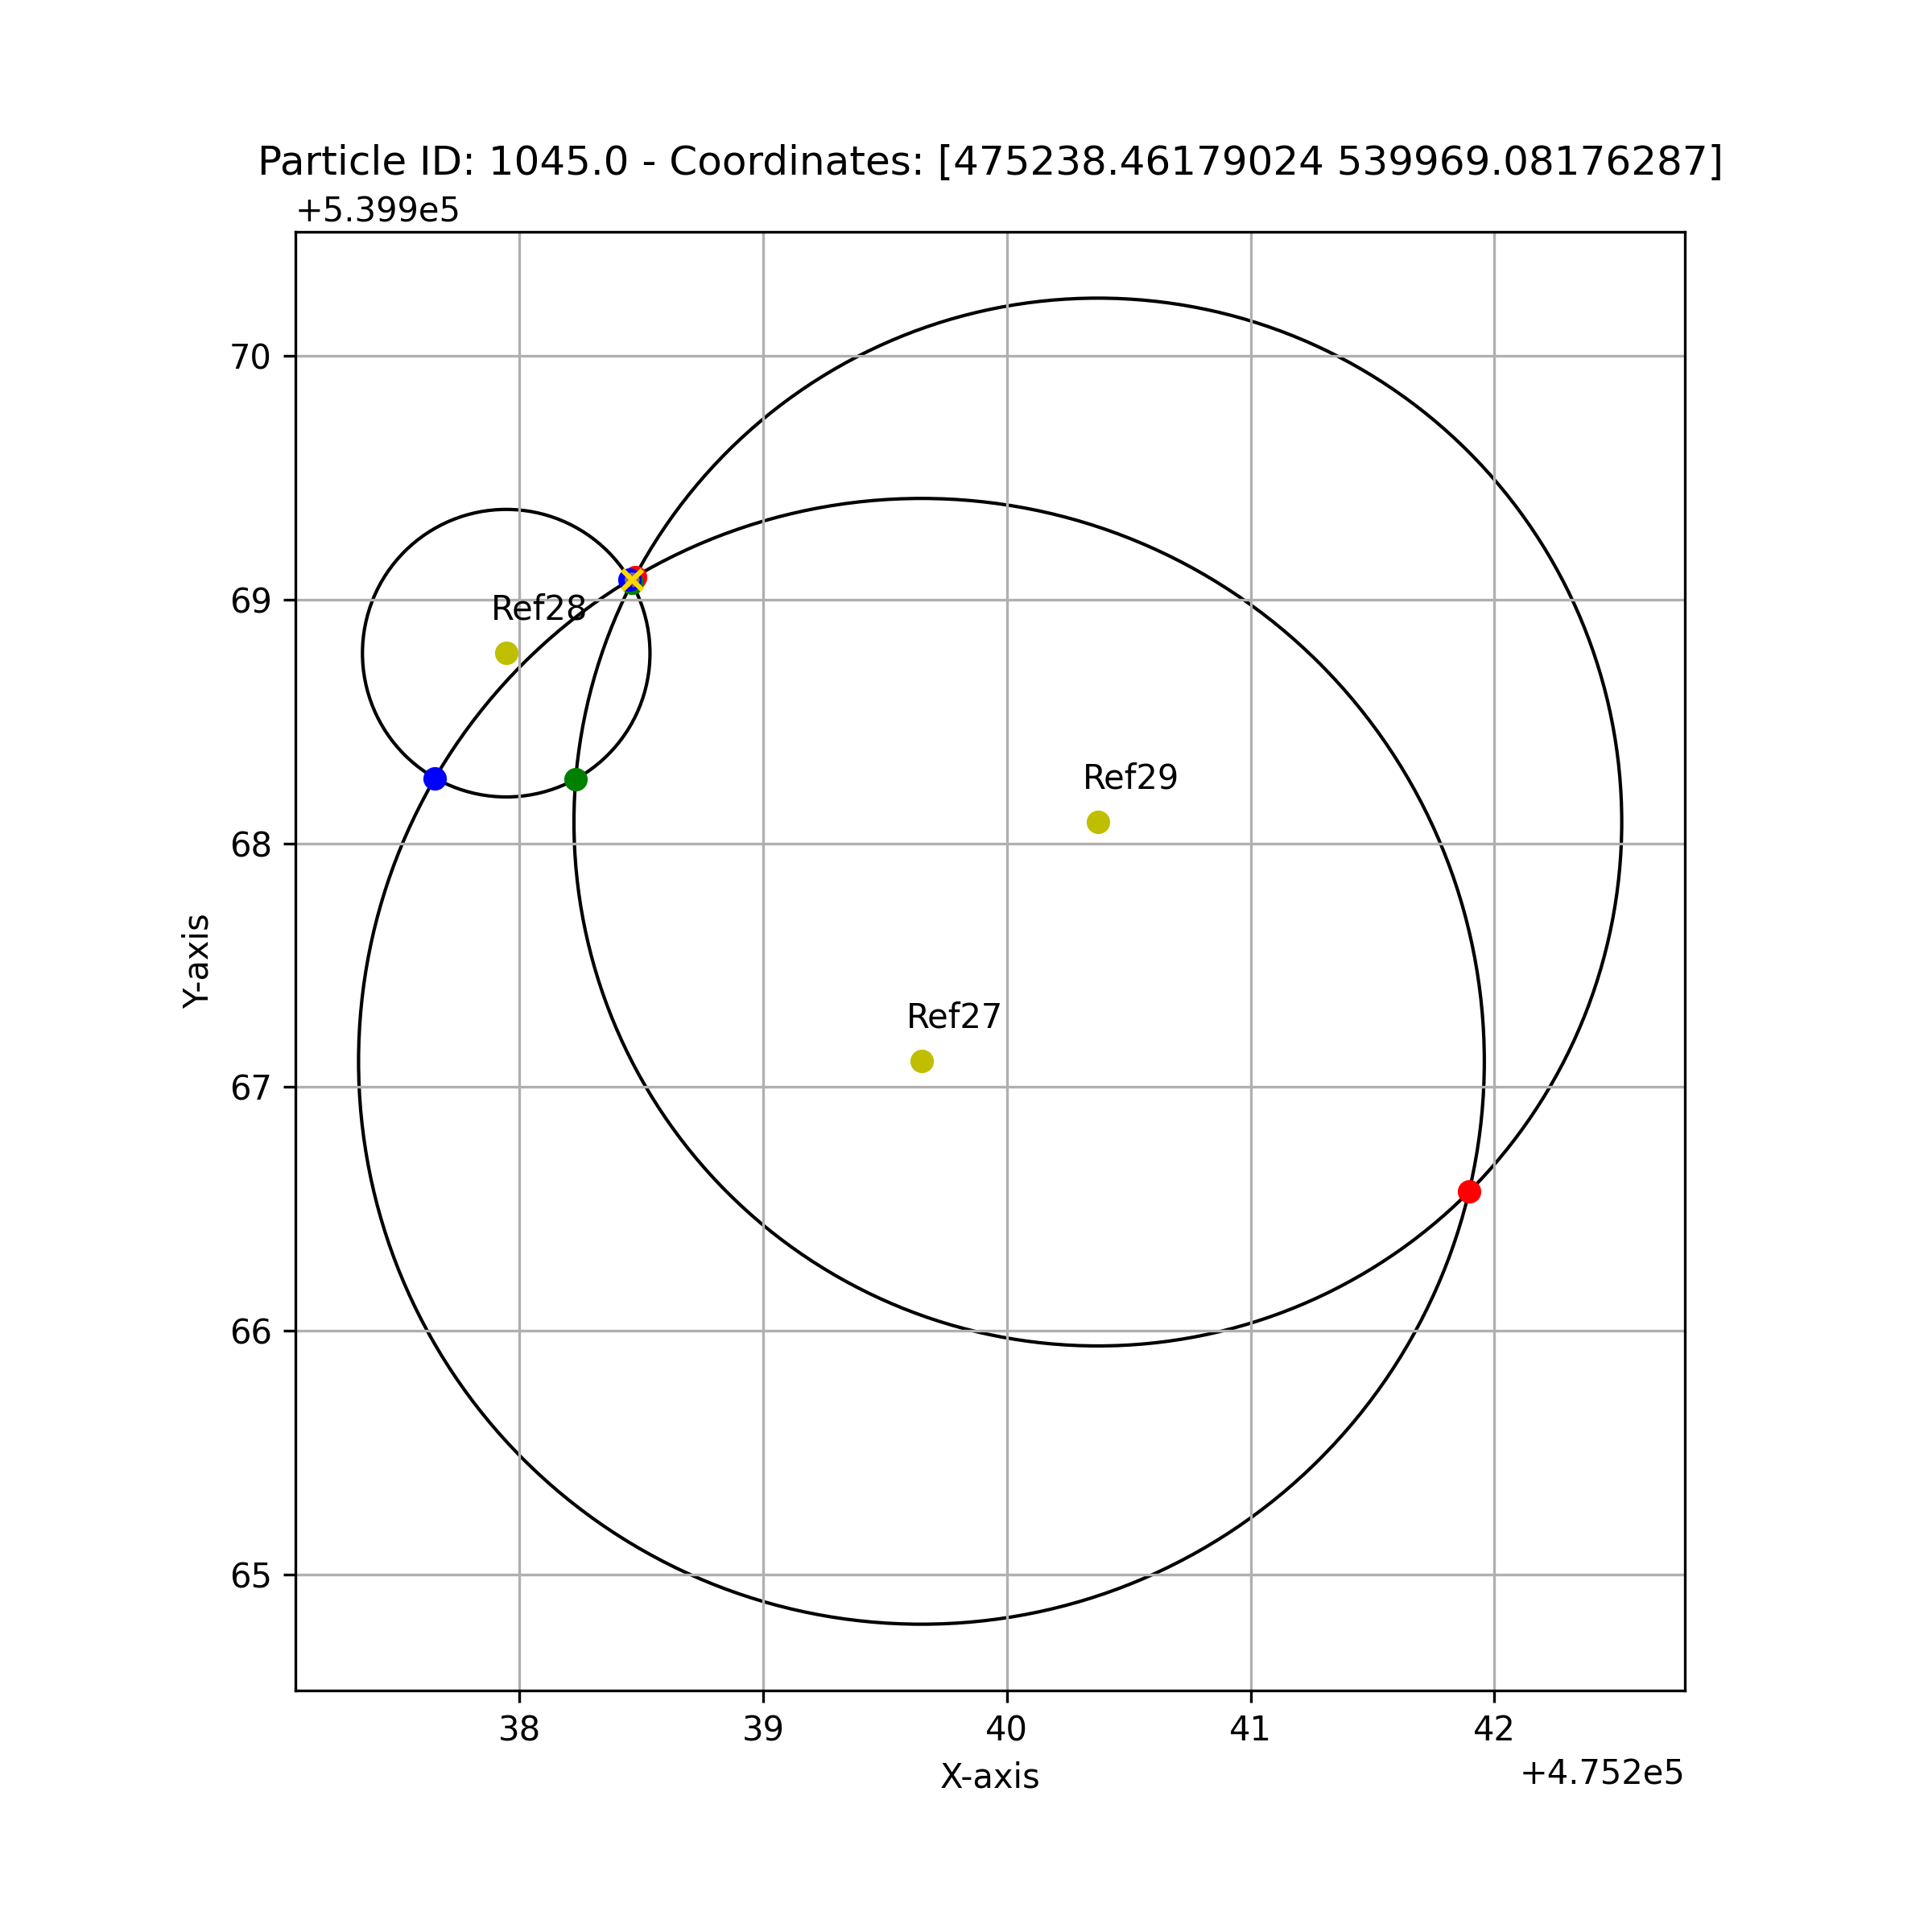 Particle ID: 1045.0 - Coordinates: [475238.46179024 539969.08176287]
+5.399e5
70
69
Ref28
Ref29
68
Y-axis
Ref27
67
66
65
38 39 40 41 42
X-axis
+4.752e5